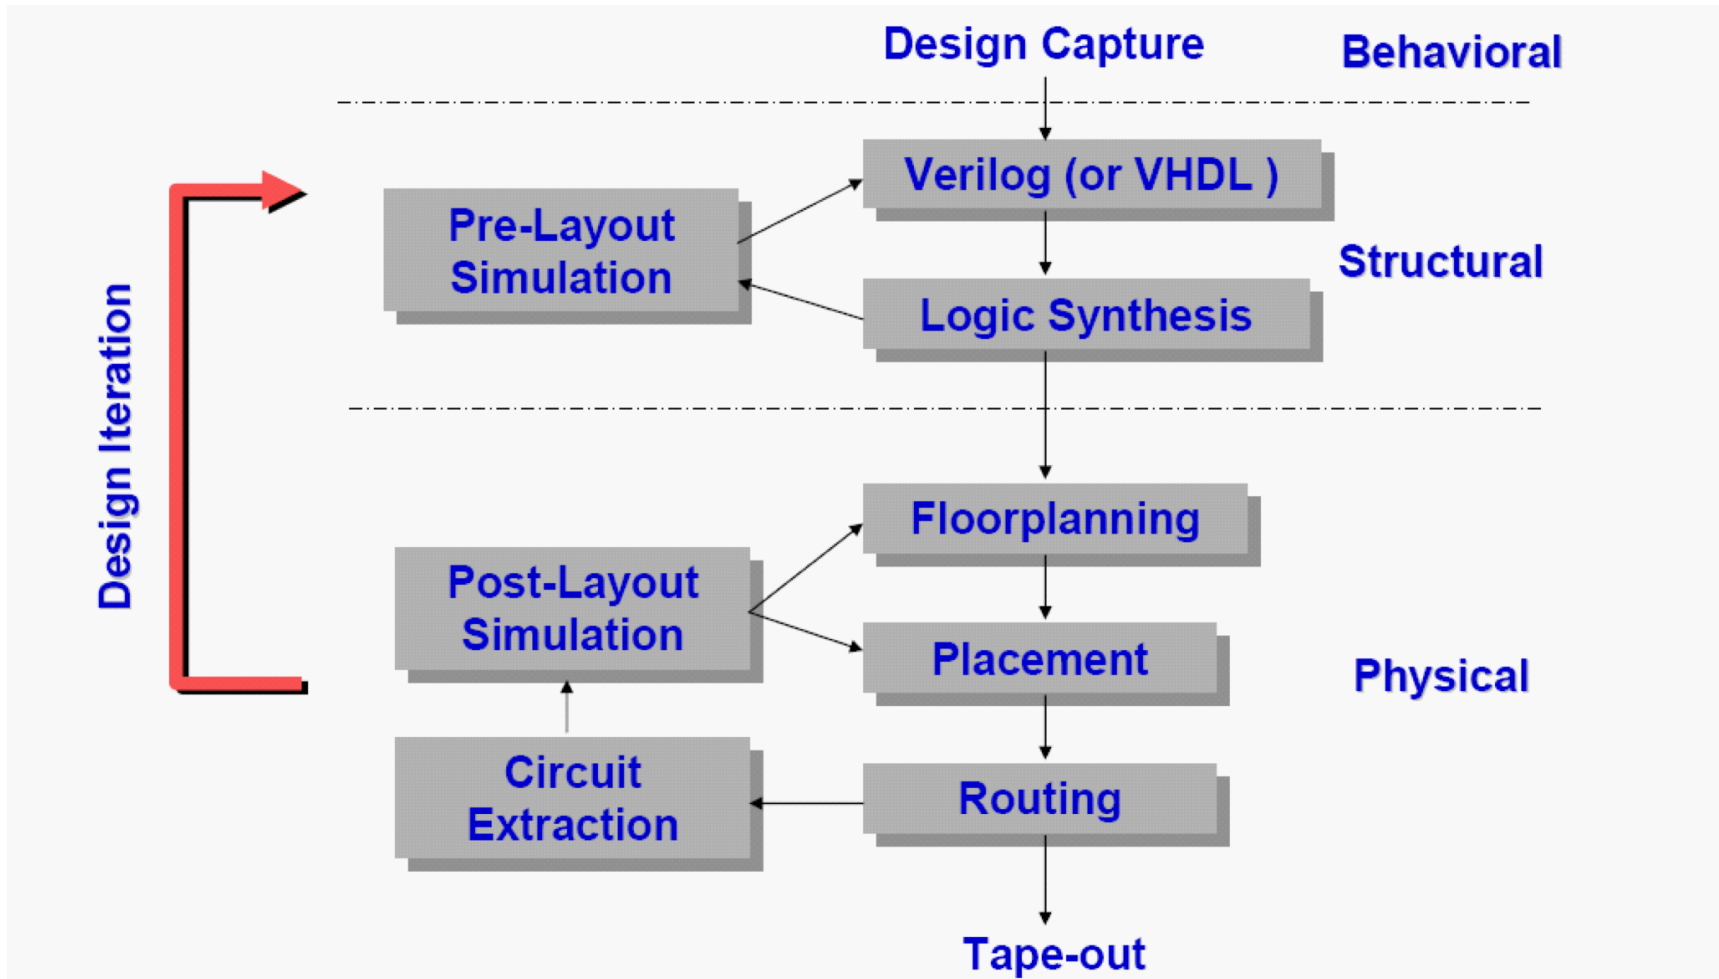 Design Capture
Behavioral
Verilog (or VHDL )
Pre-Layout
Simulation
Structural
Logic Synthesis
Design Iteration
Floorplanning
Post-Layout
Simulation
Placement
Physical
Circuit
Extraction
Routing
Tape-out